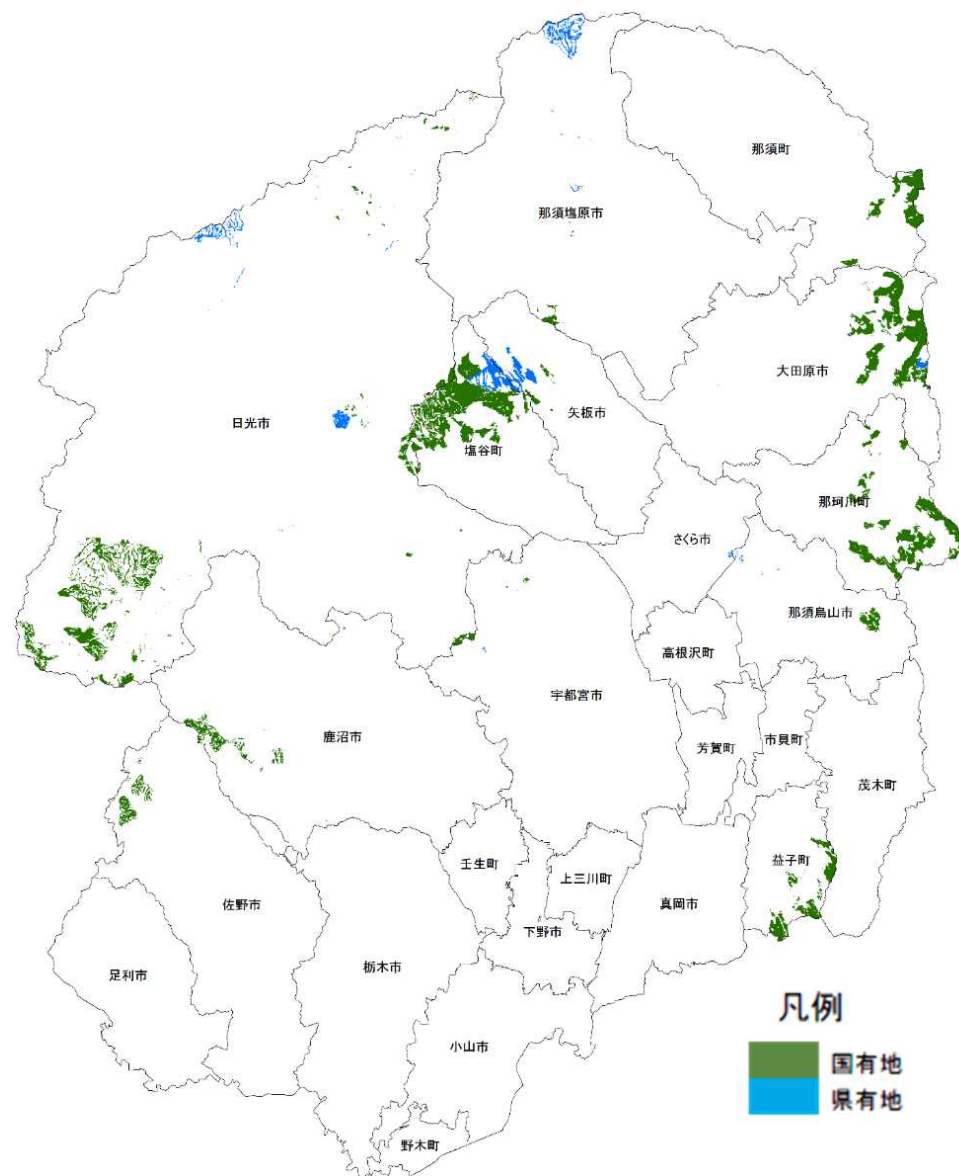 那須町
那須塩原市
大田原市
日光市
矢板市
塩谷町
那珂川町
さくら市
那須烏山市
高根沢町
宇都宮市
鹿沼市
芳賀町
市貝町
茂木町
壬生町
益子町
上三川町
真岡市
佐野市
下野市
足利市
栃木市
小山市
野木町
凡例
国有地
県有地